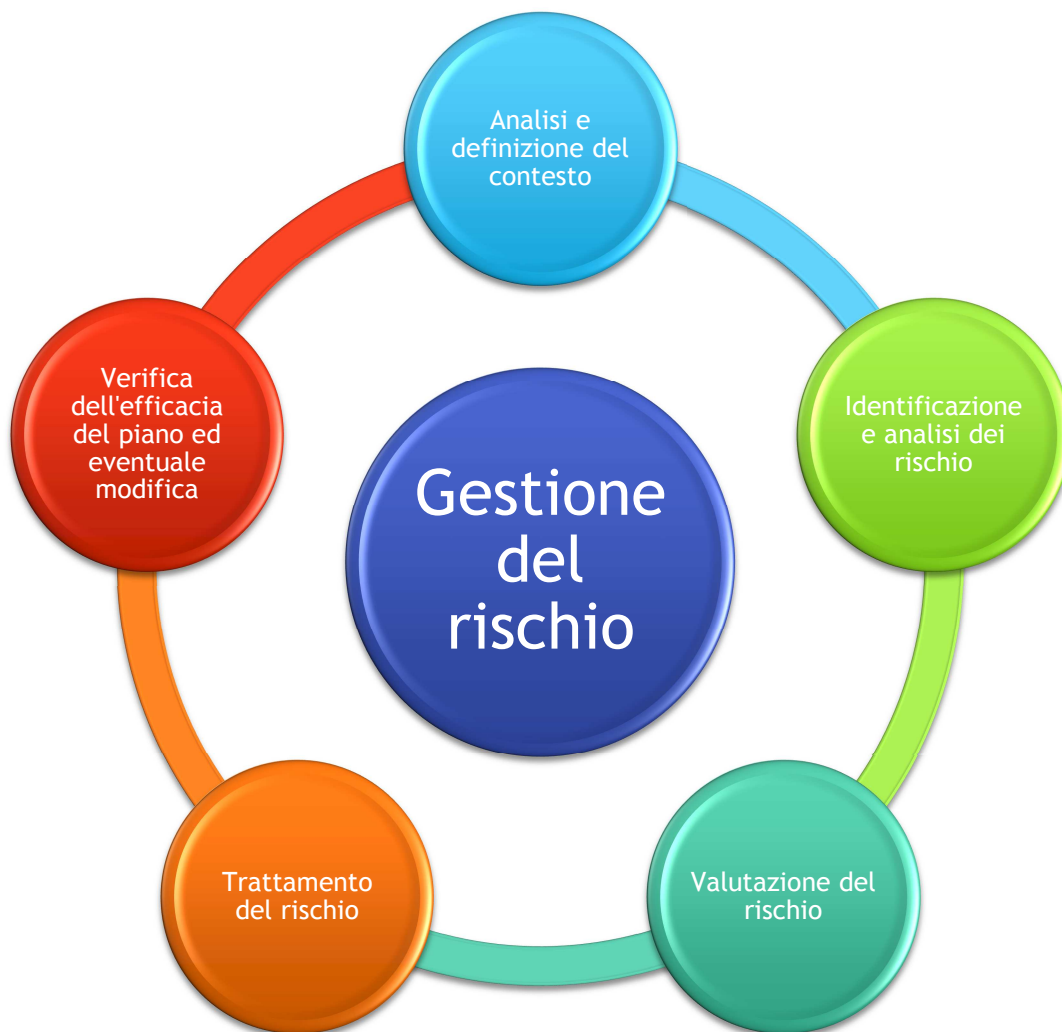 Analisi e
definizione del
contesto
Identificazione
e analisi dei
rischio
Valutazione del
rischio
Trattamento
del rischio
Verifica
dell'efficacia
del piano ed
eventuale
modifica
Gestione
del
rischio